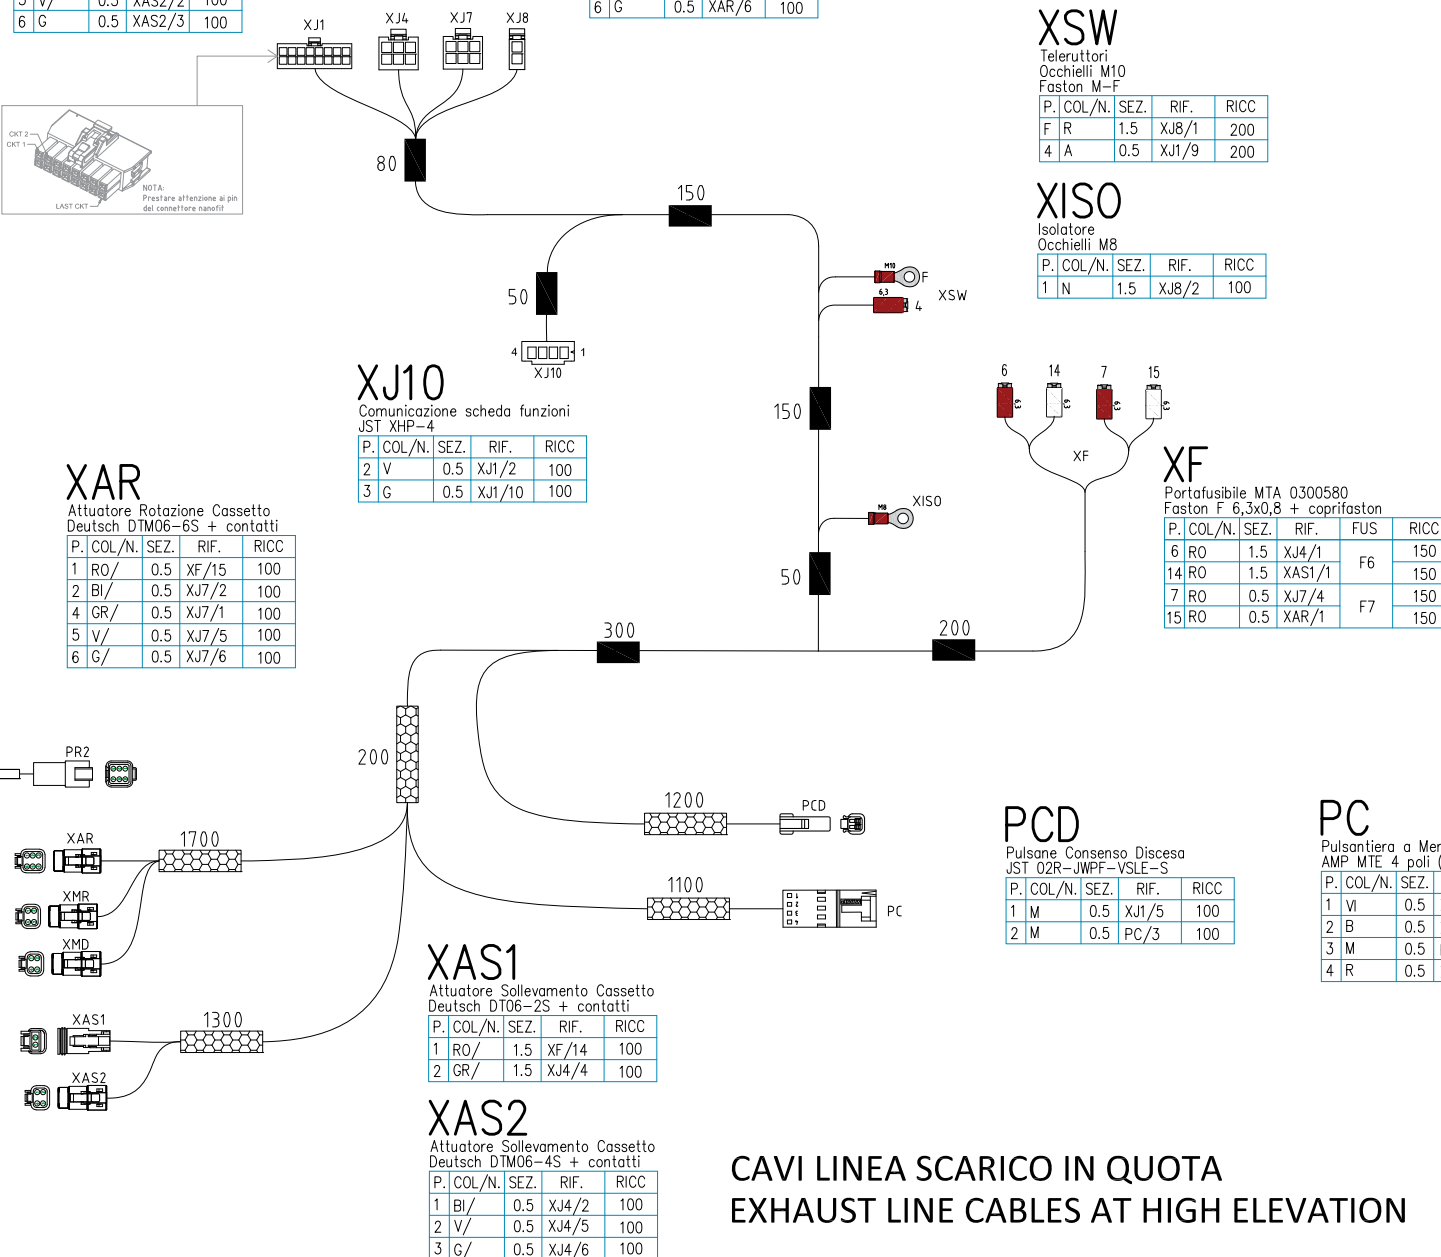 5 V/ 0.5 XAS2/2 100
6 G 0.5 XAS2/3 100
6 G 0.5 XAR/6 100
XJ1 XJ4 XJ7 XJ8
CKT 2
CKT 1
LAST CKT
NOTA:
Prestare attenzione ai pin
del connettore nanofit
80
150
50
4 1
XJ10
M10 F
6,3 4
XSW
150
M8 XISO
50
XSW
Teleruttori
Occhielli M10
Faston M-F
P. COL/N. SEZ. RIF. RICC
F R 1.5 XJ8/1 200
4 A 0.5 XJ1/9 200
XISO
Isolatore
Occhielli M8
P. COL/N. SEZ. RIF. RICC
1 N 1.5 XJ8/2 100
XJ10
Comunicazione scheda funzioni
JST XHP-4
P. COL/N. SEZ. RIF. RICC
2 V 0.5 XJ1/2 100
3 G 0.5 XJ1/10 100
6 14 7 15
6,3 6,3 6,3 6,3
XF
XF
Portafusibile MTA 0300580
Faston F 6,3x0,8 + coprifaston
P. COL/N. SEZ. RIF. FUS RICC
6 RO 1.5 XJ4/1 F6 150
14 RO 1.5 XAS1/1 150
7 RO 0.5 XJ7/4 F7 150
15 RO 0.5 XAR/1 150
XAR
Attuatore Rotazione Cassetto
Deutsch DTM06-6S + contatti
P. COL/N. SEZ. RIF. RICC
1 RO/ 0.5 XF/15 100
2 BI/ 0.5 XJ7/2 100
4 GR/ 0.5 XJ7/1 100
5 V/ 0.5 XJ7/5 100
6 G/ 0.5 XJ7/6 100
300
200
200
PR2
XAR
1700
XMR
XMD
XAS1
1300
XAS2
1200
PCD
1100
PC
PCD
Pulsane Consenso Discesa
JST 02R-JWPF-VSLE-S
P. COL/N. SEZ. RIF. RICC
1 M 0.5 XJ1/5 100
2 M 0.5 PC/3 100
PC
Pulsantiera a Mer
AMP MTE 4 poli (
P. COL/N. SEZ.
1 VI 0.5
2 B 0.5
3 M 0.5
4 R 0.5
XAS1
Attuatore Sollevamento Cassetto
Deutsch DT06-2S + contatti
P. COL/N. SEZ. RIF. RICC
1 RO/ 1.5 XF/14 100
2 GR/ 1.5 XJ4/4 100
XAS2
Attuatore Sollevamento Cassetto
Deutsch DTM06-4S + contatti
P. COL/N. SEZ. RIF. RICC
1 BI/ 0.5 XJ4/2 100
2 V/ 0.5 XJ4/5 100
3 G/ 0.5 XJ4/6 100
CAVI LINEA SCARICO IN QUOTA
EXHAUST LINE CABLES AT HIGH ELEVATION